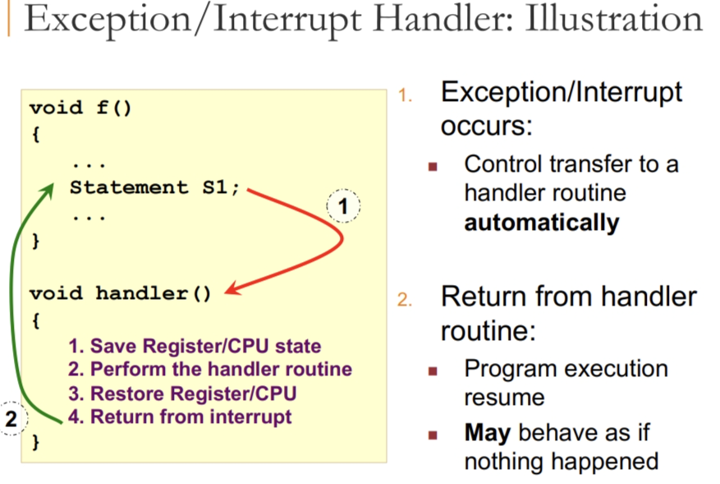 Exception/Interrupt Handler: Illustration
void f()
{
...
Statement S1;
...
}
void handler()
{
1. Save Register/CPU state
2. Perform the handler routine
3. Restore Register/CPU
4. Return from interrupt
}
1
2
1. Exception/Interrupt
occurs:
▪ Control transfer to a
handler routine
automatically
2. Return from handler
routine:
▪ Program execution
resume
▪ May behave as if
nothing happened